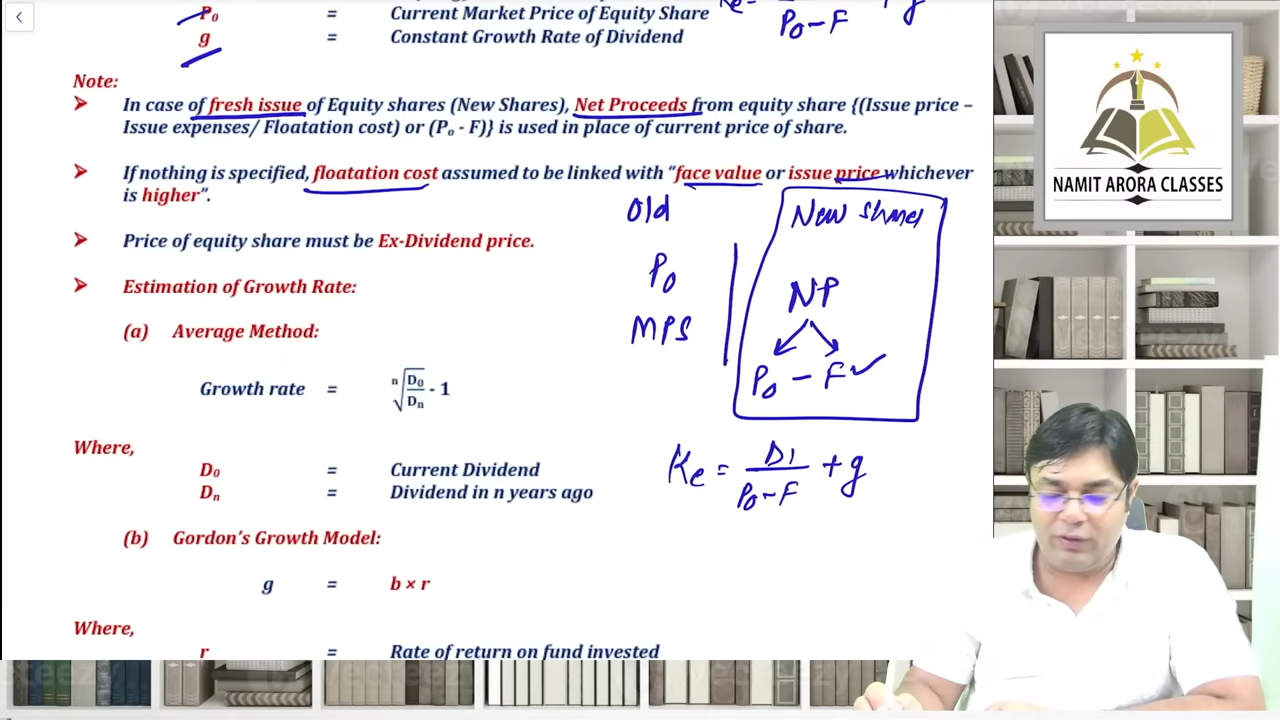 P₀ = Current Market Price of Equity Share
P₀ – F
g = Constant Growth Rate of Dividend
Note:
➤ In case of fresh issue of Equity shares (New Shares), Net Proceeds from equity share {(Issue price –
Issue expenses/ Floatation cost) or (P₀ - F)} is used in place of current price of share.
➤ If nothing is specified, floatation cost assumed to be linked with "face value or issue price whichever
is higher".
Old
New Shares
➤ Price of equity share must be Ex-Dividend price.
P₀
NP
➤ Estimation of Growth Rate:
MPS
(a) Average Method:
P₀ – F ✓
Growth rate = ⁿ√(D₀/Dₙ) - 1
Where,
D₀ = Current Dividend
Dₙ = Dividend in n years ago
Ke = D1/(P₀–F) + g
(b) Gordon's Growth Model:
g = b × r
Where,
r = Rate of return on fund invested
NAMIT ARORA CLASSES